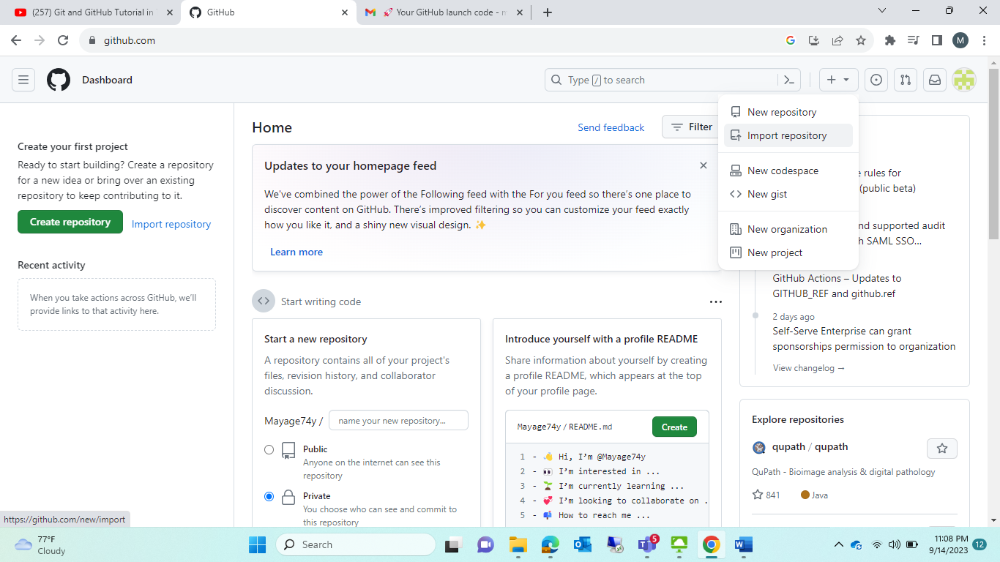 (257) Git and GitHub Tutorial in
GitHub
🚀 Your GitHub launch code - m
github.com
M
Dashboard
Type / to search
New repository
Import repository
New codespace
New gist
New organization
New project
Create your first project
Ready to start building? Create a repository
for a new idea or bring over an existing
repository to keep contributing to it.
Create repository
Import repository
Recent activity
When you take actions across GitHub, we'll
provide links to that activity here.
Home
Send feedback
Filter
Updates to your homepage feed
We've combined the power of the Following feed with the For you feed so there's one place to
discover content on GitHub. There's improved filtering so you can customize your feed exactly
how you like it, and a shiny new visual design. ✨
Learn more
Start writing code
Start a new repository
A repository contains all of your project's
files, revision history, and collaborator
discussion.
Mayage74y /
name your new repository...
Public
Anyone on the internet can see this
repository
Private
You choose who can see and commit to
this repository
Introduce yourself with a profile README
Share information about yourself by creating
a profile README, which appears at the top
of your profile page.
Mayage74y / README.md
Create
1 - 👋 Hi, I'm @Mayage74y
2 - 👀 I'm interested in ...
3 - 🌱 I'm currently learning ...
4 - 💞️ I'm looking to collaborate on .
5 - 📫 How to reach me ...
rules for
(public beta)
and supported audit
SAML SSO...
GitHub Actions – Updates to
GITHUB_REF and github.ref
2 days ago
Self-Serve Enterprise can grant
sponsorships permission to organization
View changelog →
Explore repositories
qupath / qupath
QuPath - Bioimage analysis & digital pathology
841
Java
https://github.com/new/import
77°F
Cloudy
Search
5
11:08 PM
9/14/2023
12